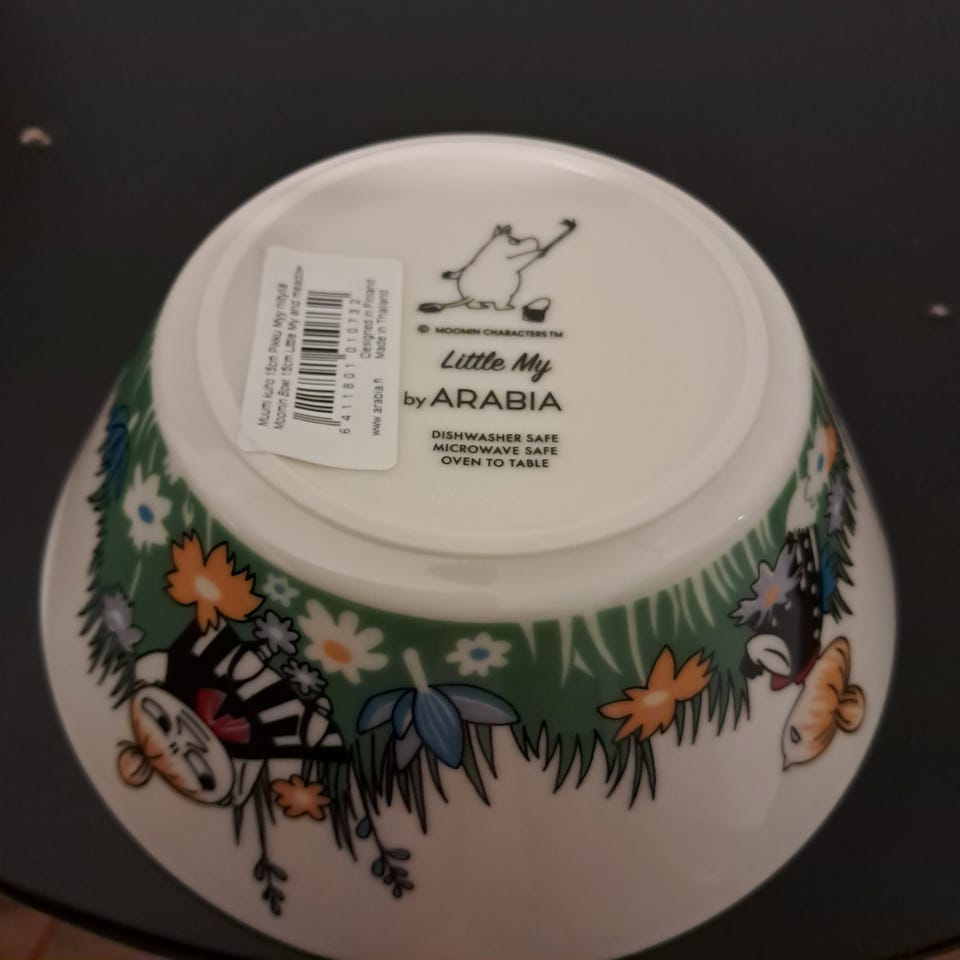 Muumi kulho 15cm Pikku Myy niityllä
Moomin Bowl 15cm Little My and meadow
6 411801 010732
Designed in Finland
www.arabia.fi Made in Thailand
© MOOMIN CHARACTERS™
Little My
by ARABIA
DISHWASHER SAFE
MICROWAVE SAFE
OVEN TO TABLE